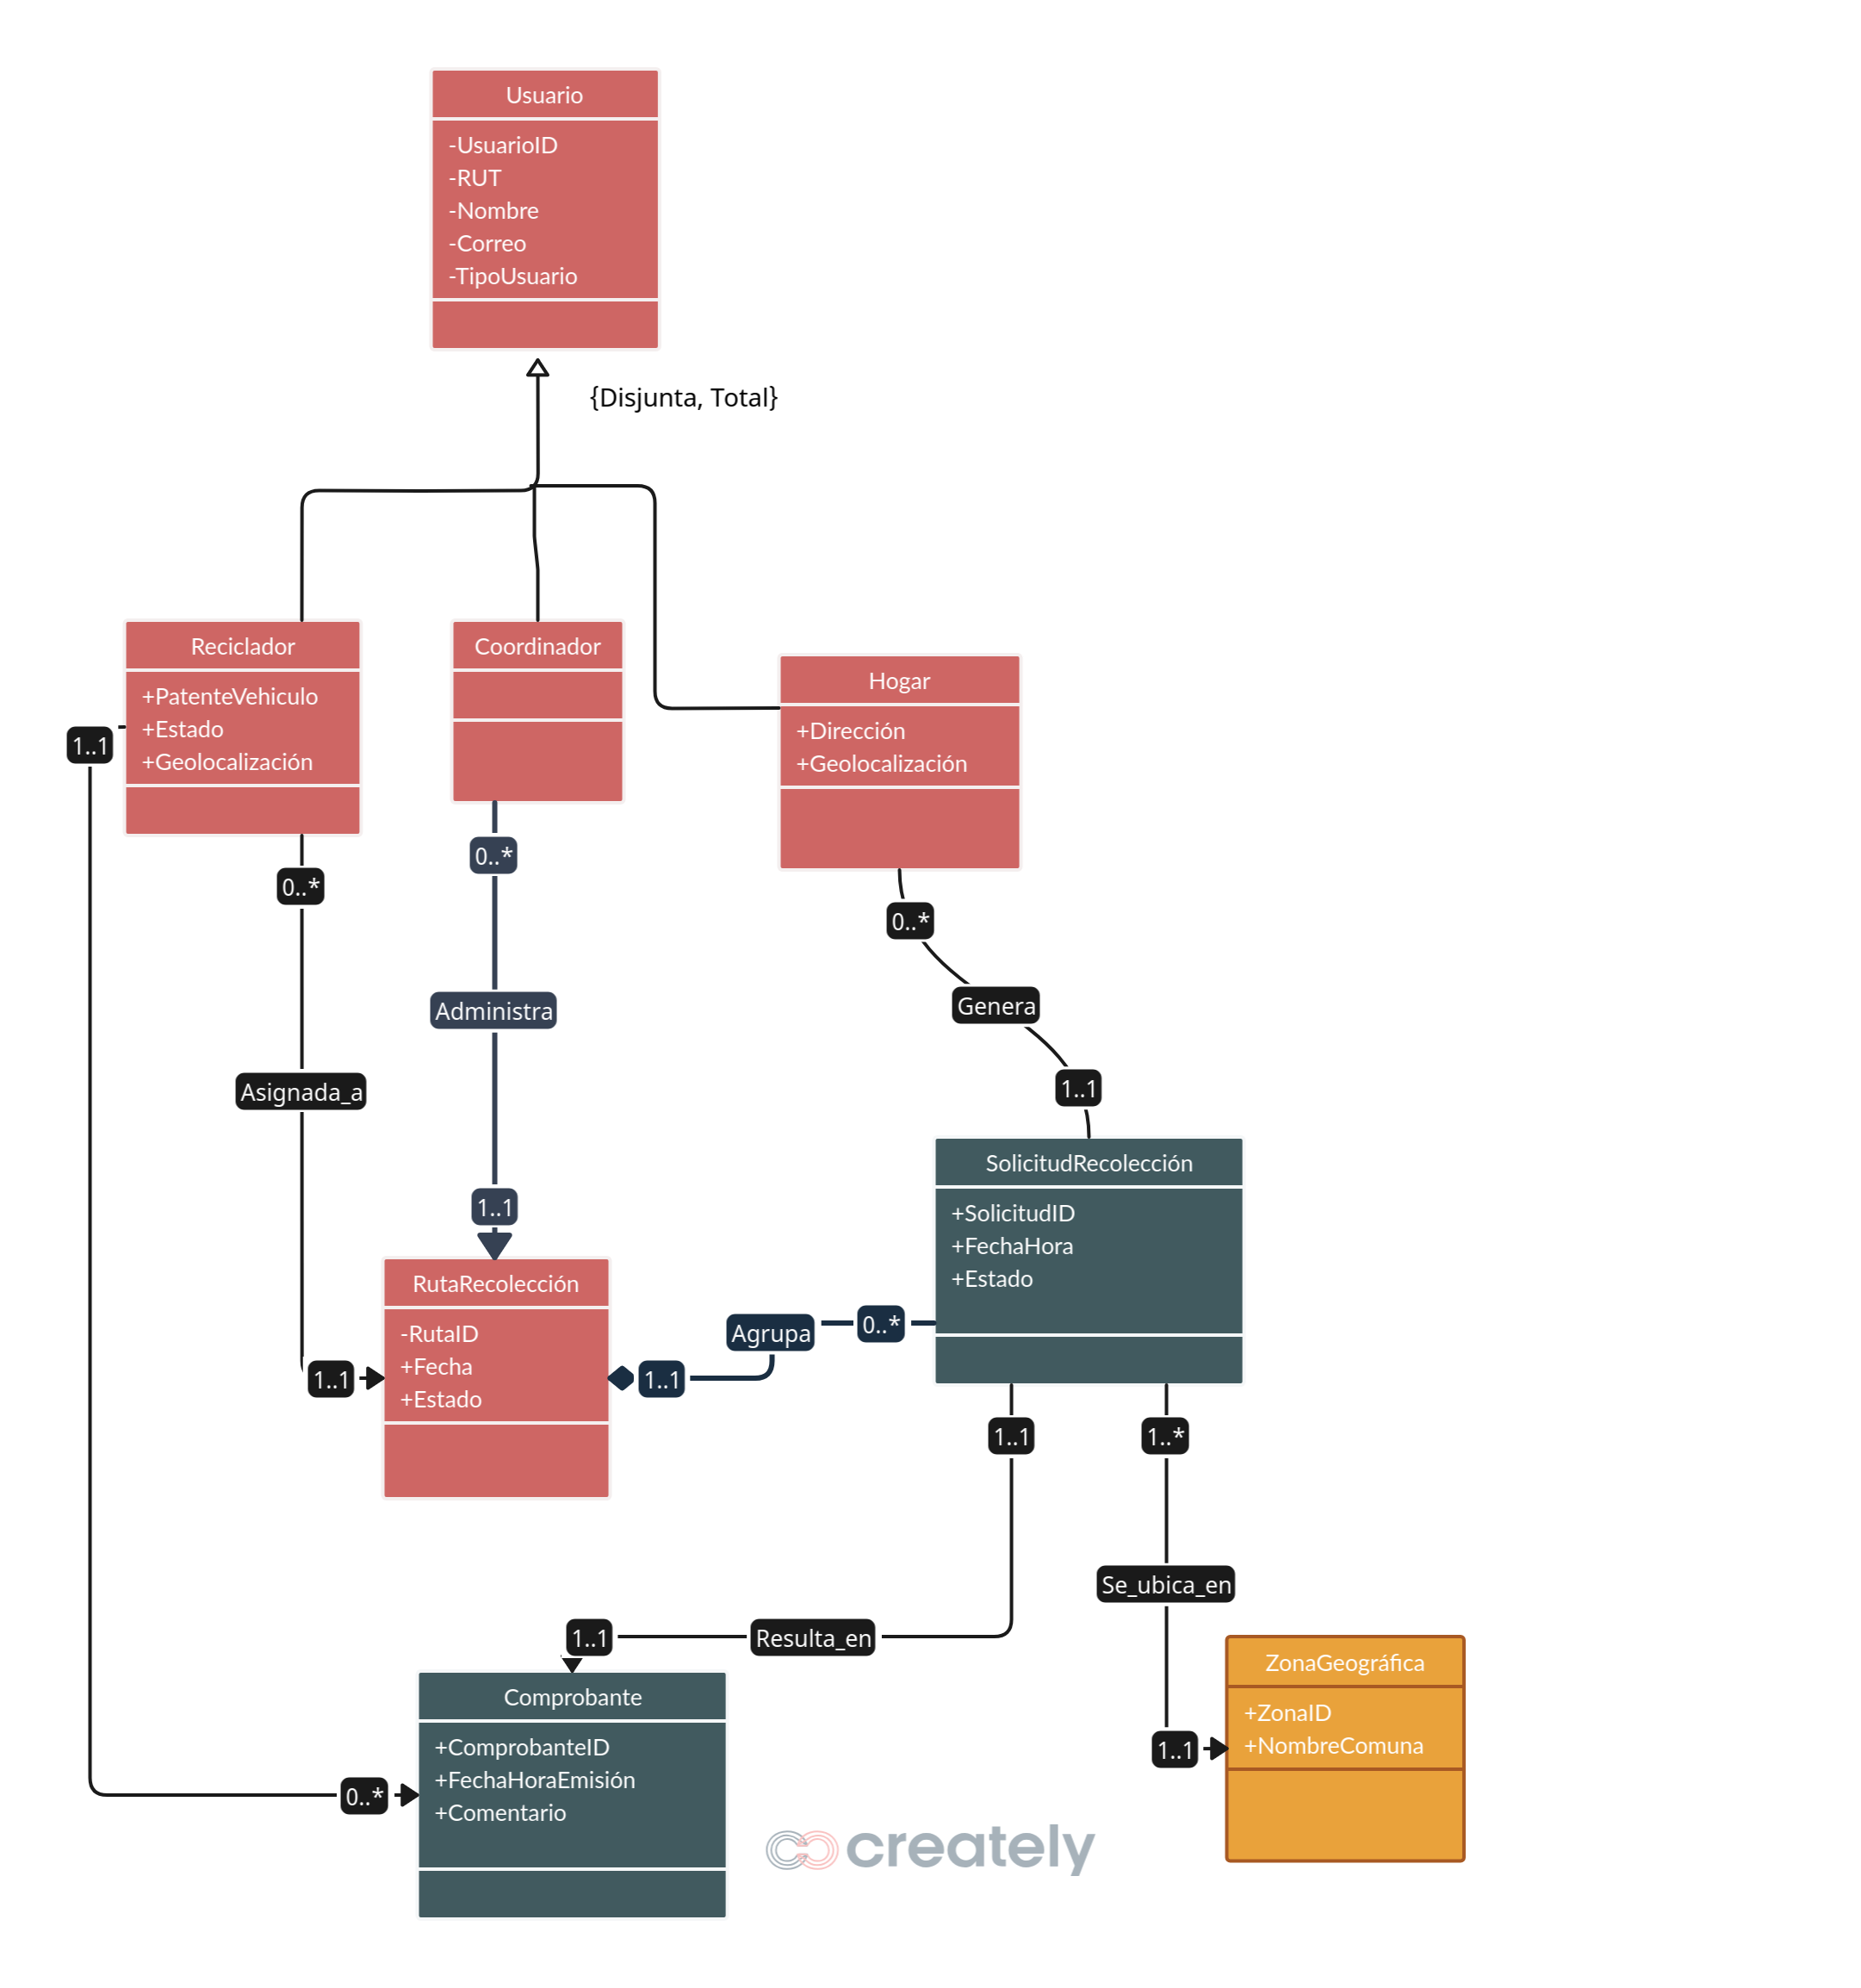 Usuario
-UsuarioID
-RUT
-Nombre
-Correo
-TipoUsuario
{Disjunta, Total}
Reciclador
+PatenteVehiculo
+Estado
+Geolocalización
Coordinador
Hogar
+Dirección
+Geolocalización
1..1
0..*
0..*
0..*
Genera
Administra
Asignada_a
1..1
1..1
SolicitudRecolección
+SolicitudID
+FechaHora
+Estado
RutaRecolección
-RutaID
+Fecha
+Estado
1..1
1..1
Agrupa
0..*
1..1
1..*
Se_ubica_en
1..1
Resulta_en
Comprobante
+ComprobanteID
+FechaHoraEmisión
+Comentario
0..*
ZonaGeográfica
+ZonaID
+NombreComuna
1..1
creately